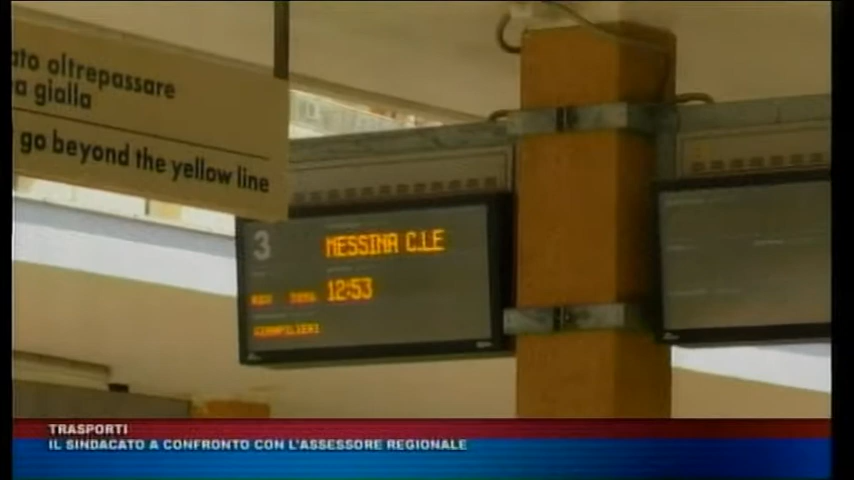 ato oltrepassare
a gialla
go beyond the yellow line
3
MESSINA C.LE
12:53
GIAMPILIERI
TRASPORTI
IL SINDACATO A CONFRONTO CON L'ASSESSORE REGIONALE